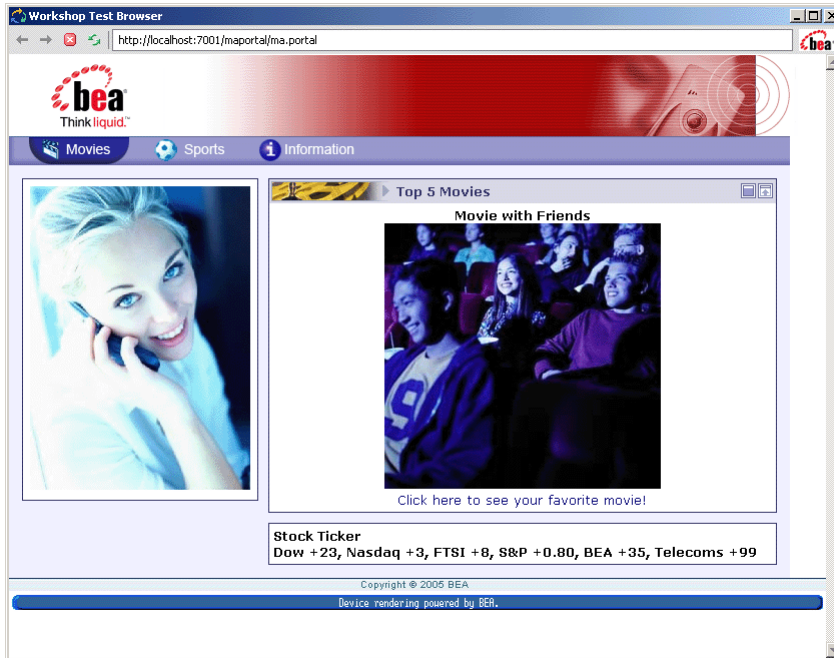 Workshop Test Browser
http://localhost:7001/maportal/ma.portal
bea
bea
Think liquid.™
Movies
Sports
Information
Top 5 Movies
Movie with Friends
Click here to see your favorite movie!
Stock Ticker
Dow +23, Nasdaq +3, FTSI +8, S&P +0.80, BEA +35, Telecoms +99
Copyright © 2005 BEA
Device rendering powered by BEA.